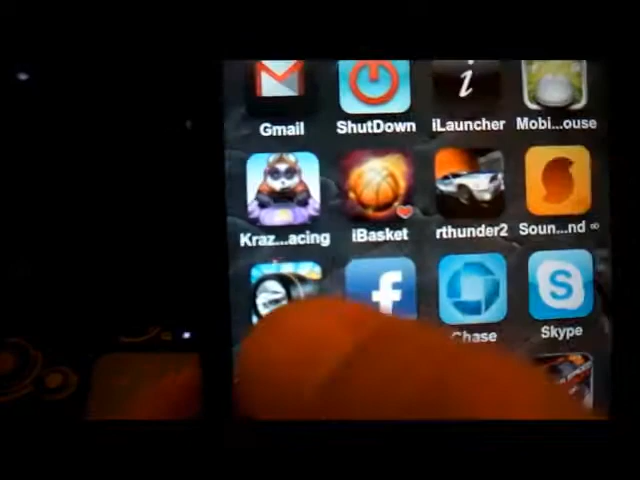 Gmail ShutDown iLauncher Mobi...ouse
Kraz...acing iBasket rthunder2 Soun...nd ∞
Chase Skype